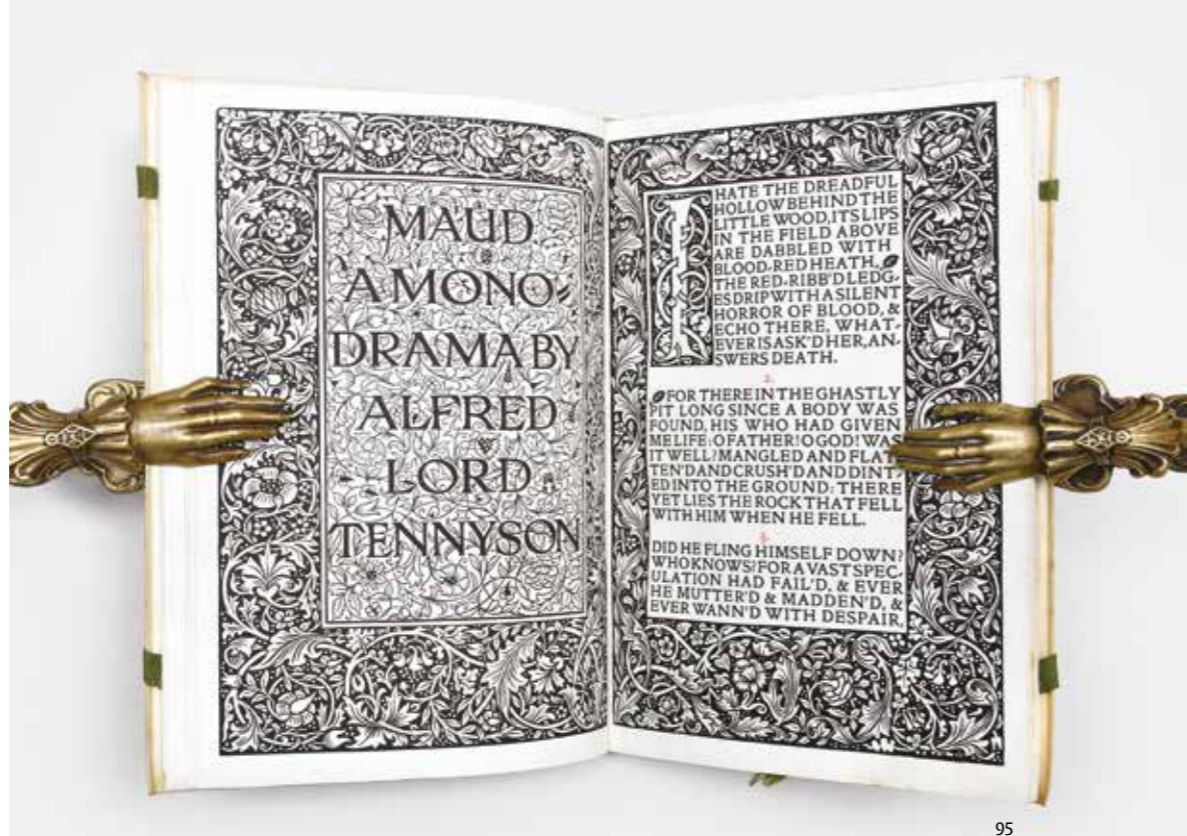 MAUD
A MONO-
DRAMA BY
ALFRED
LORD
TENNYSON
I HATE THE DREADFUL
HOLLOW BEHIND THE
LITTLE WOOD, ITS LIPS
IN THE FIELD ABOVE
ARE DABBLED WITH
BLOOD-RED HEATH,
THE RED-RIBB'D LEDG-
ES DRIP WITH A SILENT
HORROR OF BLOOD, &
ECHO THERE, WHAT-
EVER IS ASK'D HER, AN-
SWERS DEATH.
2.
FOR THERE IN THE GHASTLY
PIT LONG SINCE A BODY WAS
FOUND, HIS WHO HAD GIVEN
ME LIFE: O FATHER! O GOD! WAS
IT WELL? MANGLED AND FLAT-
TEN'D AND CRUSH'D AND DINT-
ED INTO THE GROUND: THERE
YET LIES THE ROCK THAT FELL
WITH HIM WHEN HE FELL.
3.
DID HE FLING HIMSELF DOWN?
WHO KNOWS? FOR A VAST SPEC-
ULATION HAD FAIL'D, & EVER
HE MUTTER'D & MADDEN'D, &
EVER WANN'D WITH DESPAIR,
95